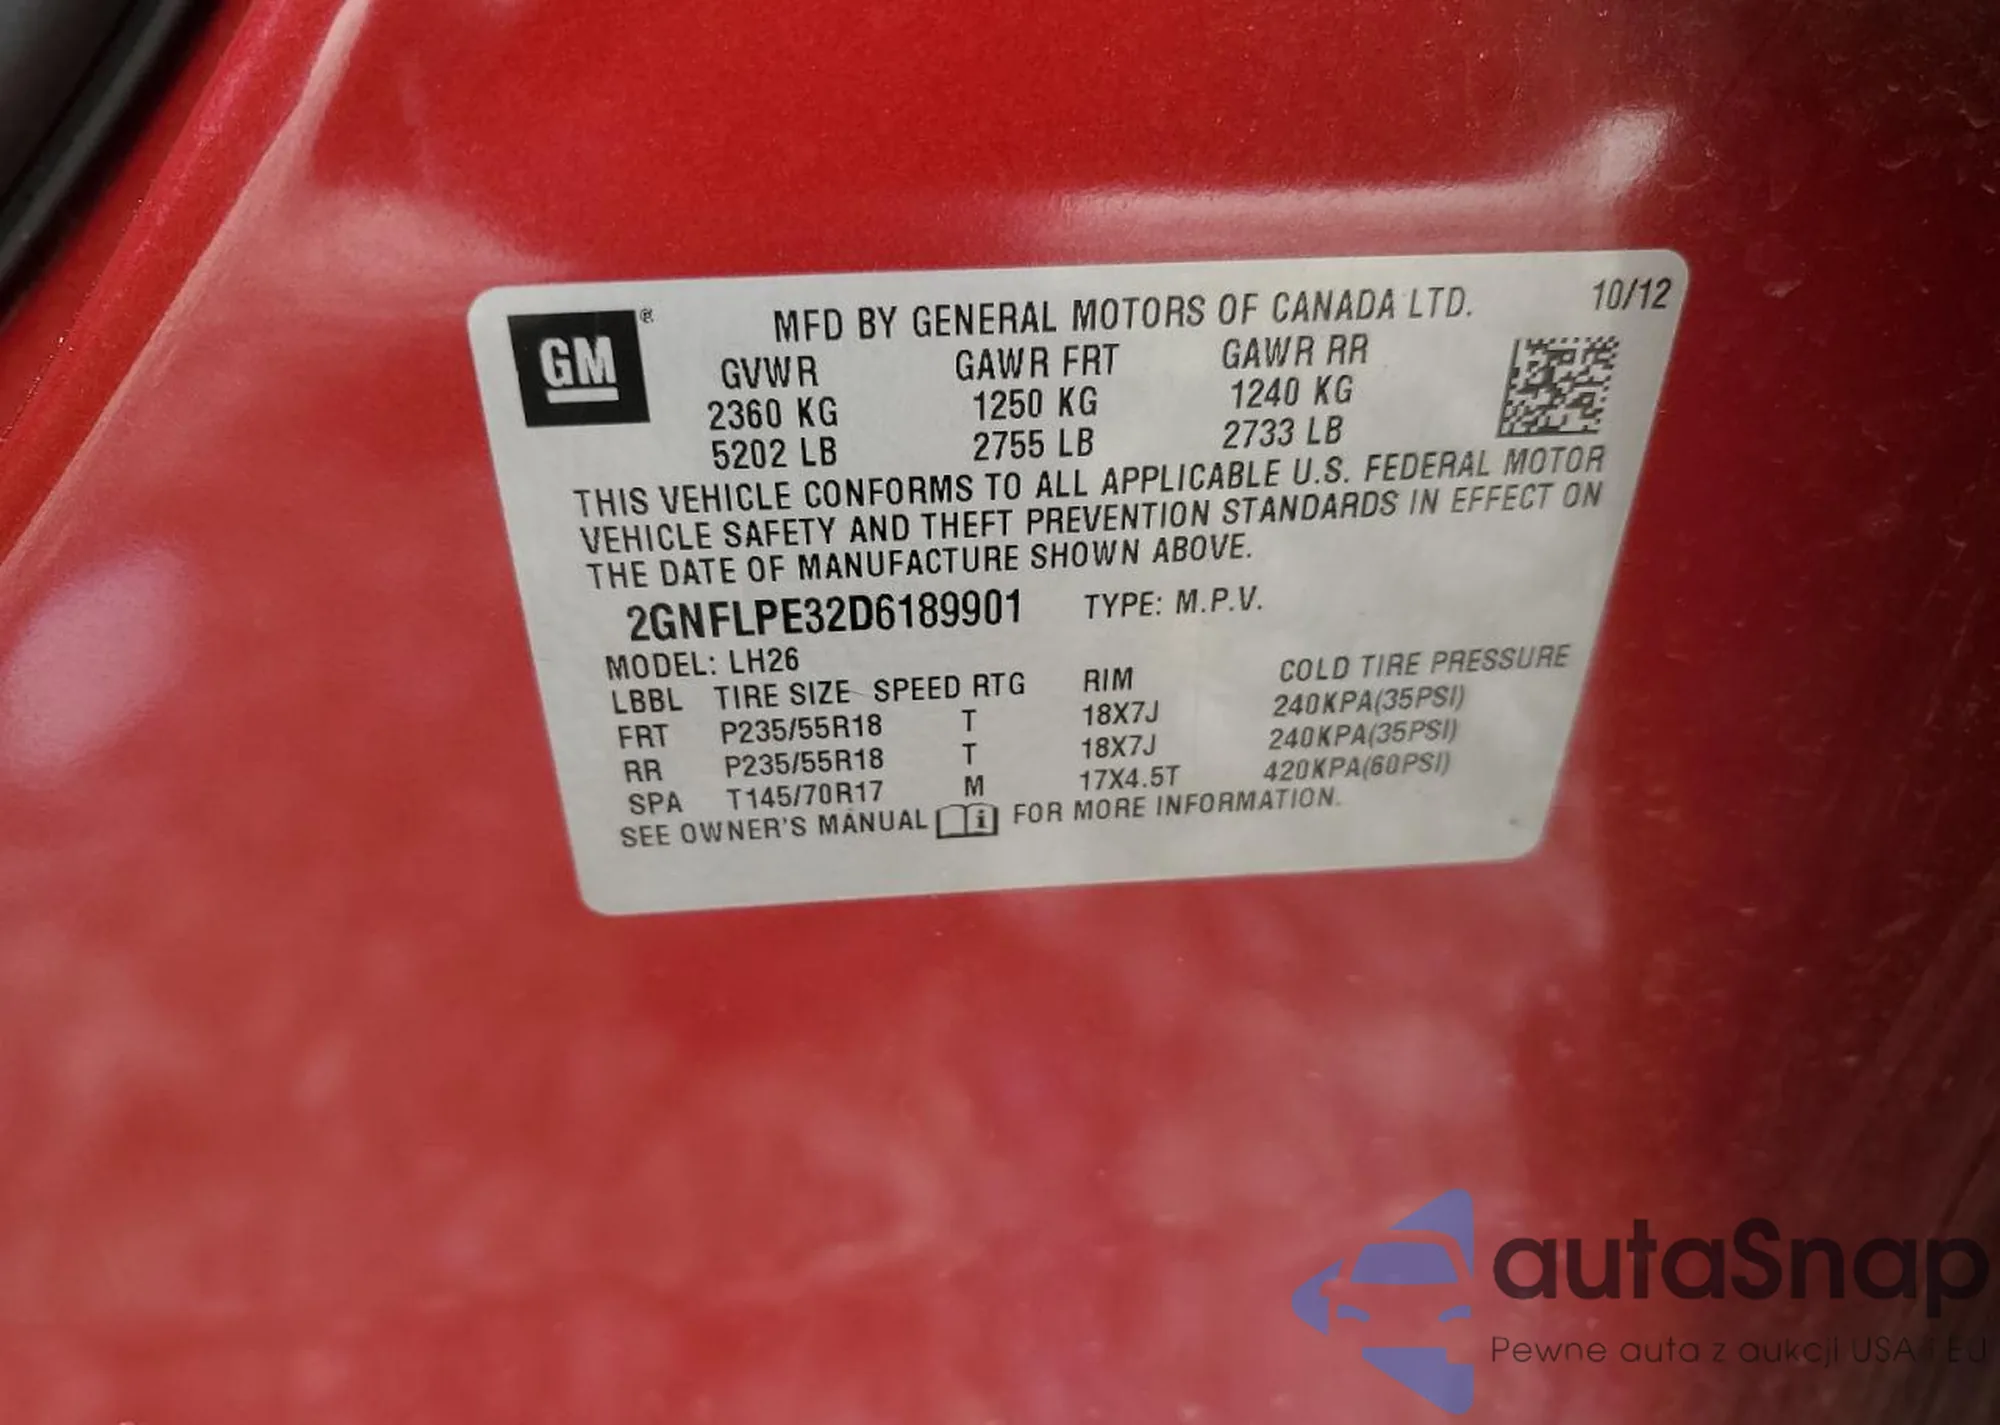 GM ®
MFD BY GENERAL MOTORS OF CANADA LTD. 10/12
GVWR GAWR FRT GAWR RR
2360 KG 1250 KG 1240 KG
5202 LB 2755 LB 2733 LB
THIS VEHICLE CONFORMS TO ALL APPLICABLE U.S. FEDERAL MOTOR
VEHICLE SAFETY AND THEFT PREVENTION STANDARDS IN EFFECT ON
THE DATE OF MANUFACTURE SHOWN ABOVE.
2GNFLPE32D6189901 TYPE: M.P.V.
MODEL: LH26
LBBL TIRE SIZE SPEED RTG RIM COLD TIRE PRESSURE
FRT P235/55R18 T 18X7J 240KPA(35PSI)
RR P235/55R18 T 18X7J 240KPA(35PSI)
SPA T145/70R17 M 17X4.5T 420KPA(60PSI)
SEE OWNER'S MANUAL i FOR MORE INFORMATION.
autaSnap
Pewne auta z aukcji USA i EU